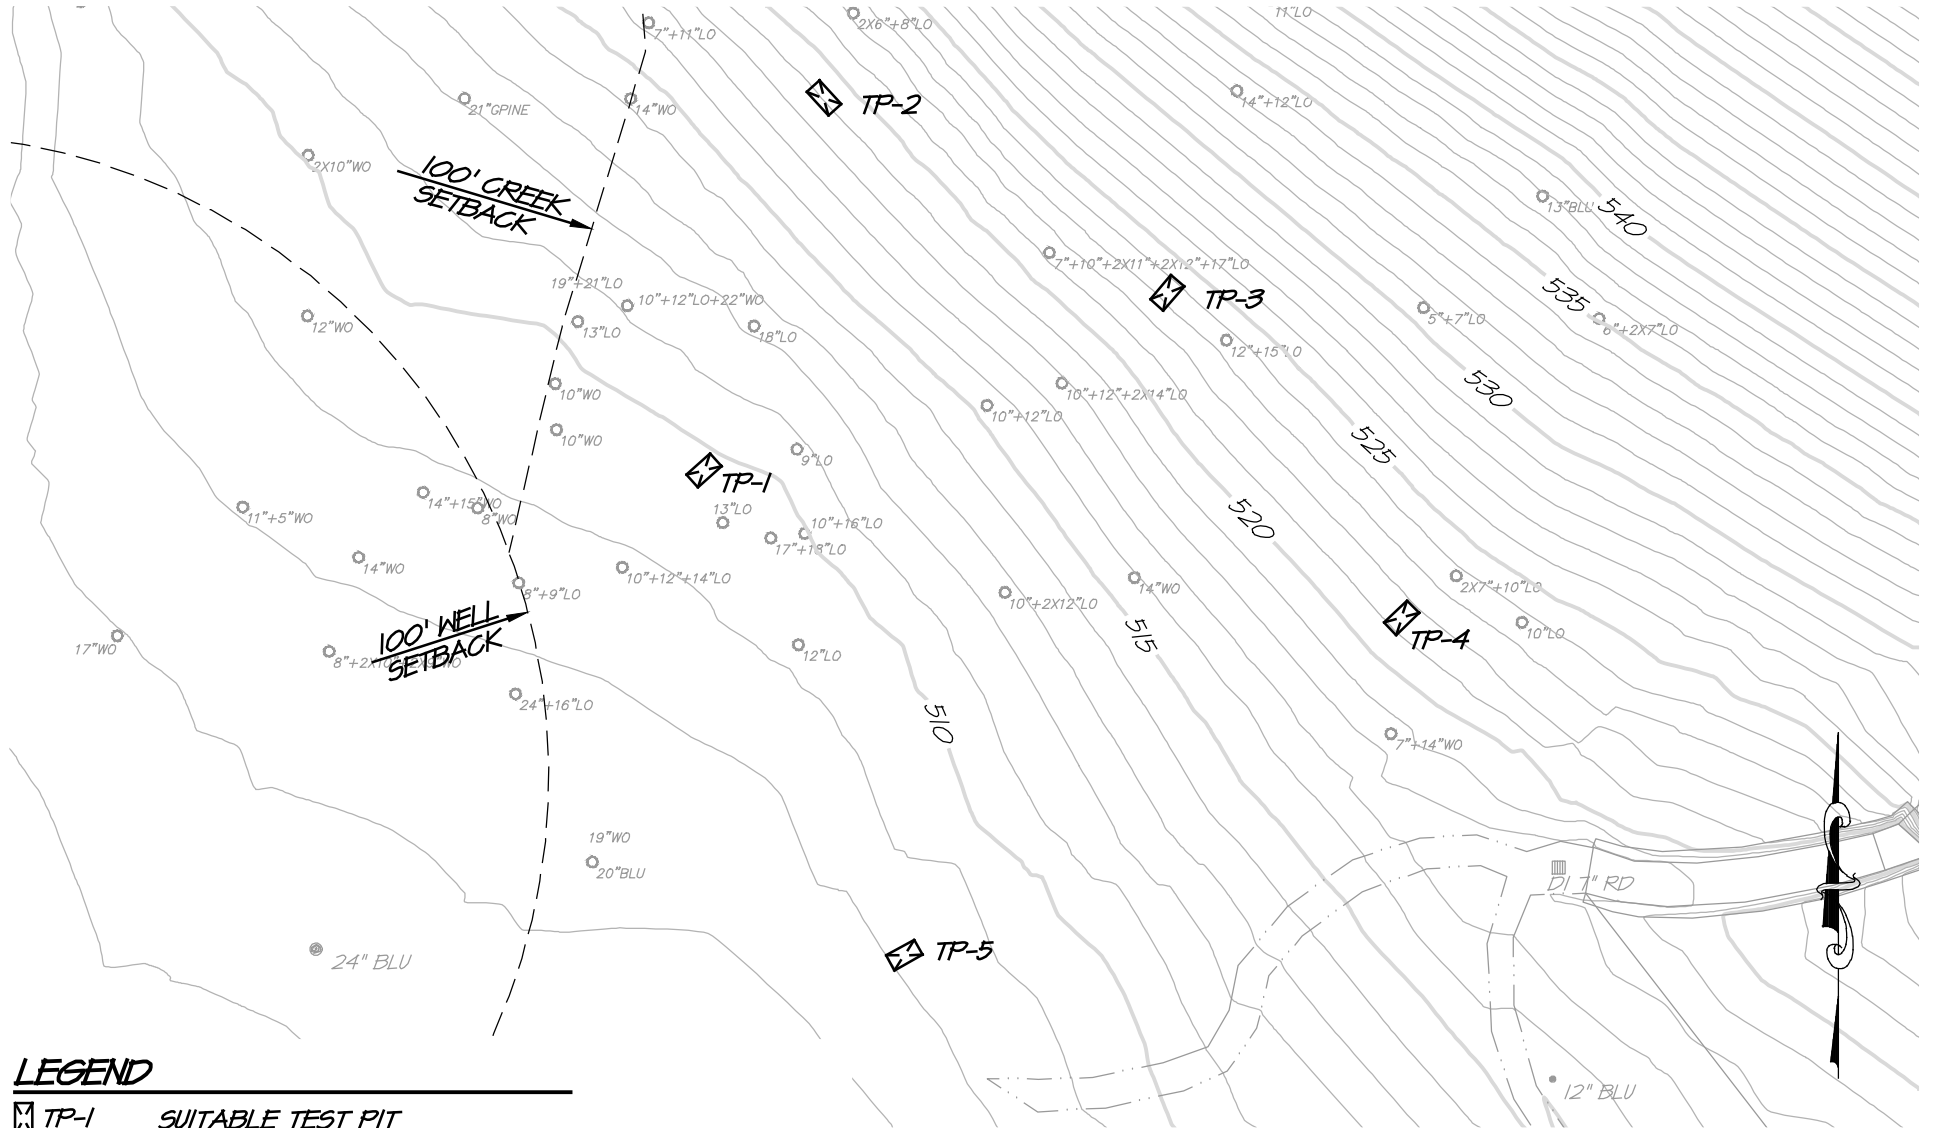 11"LO
2X6"+8"LO
7"+11"LO
14"+12"LO
TP-2
21"GPINE
14"WO
2X10"WO
100' CREEK
SETBACK
13"BLU
540
7"+10"+2X11"+2X12"+17"LO
19"+21"LO
10"+12"LO+22"WO
TP-3
535
12"WO
13"LO
18"LO
5"+7"LO
6"+2X7"LO
12"+15"LO
530
10"WO
10"+12"+2X14"LO
10"+12"LO
10"WO
525
9"LO
TP-1
14"+15"WO
13"LO
11"+5"WO
8"WO
10"+16"LO
520
17"+18"LO
14"WO
10"+12"+14"LO
14"WO
2X7"+10"LO
8"+9"LO
10"+2X12"LO
100' WELL
SETBACK
515
TP-4
10"LO
17"WO
12"LO
24"+16"LO
510
7"+14"WO
19"WO
20"BLU
DI 7" RD
24" BLU
TP-5
12" BLU
LEGEND
TP-1 SUITABLE TEST PIT